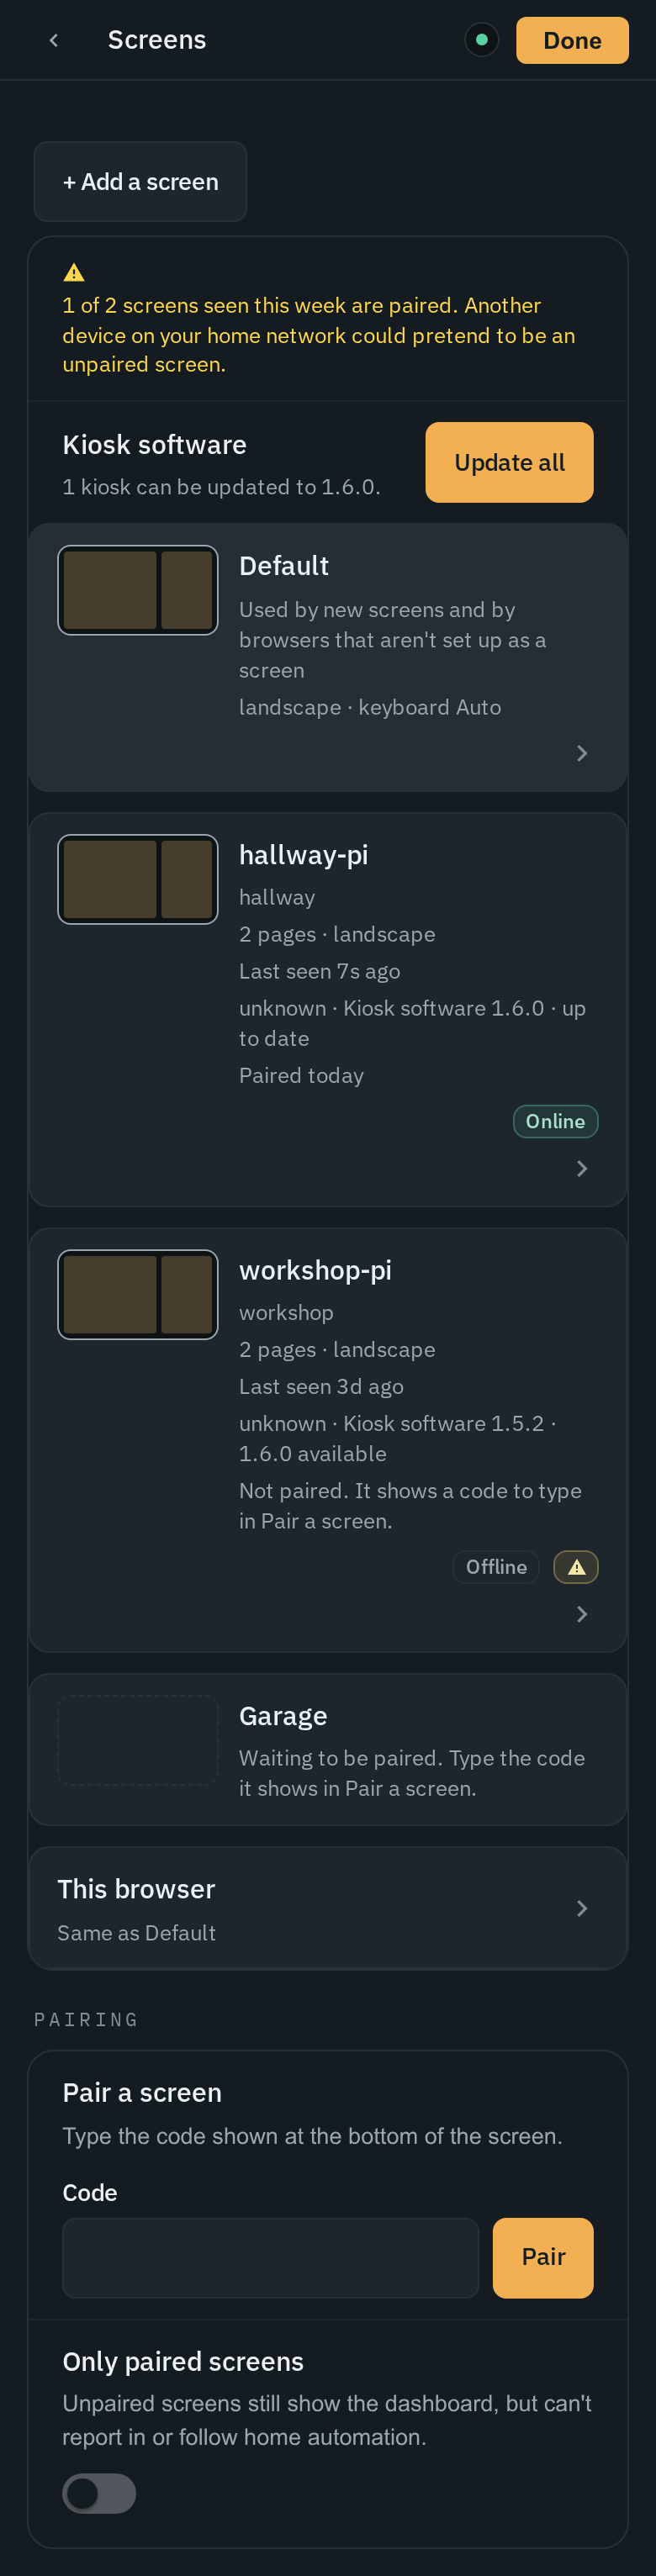 Screens
Done
+ Add a screen
1 of 2 screens seen this week are paired. Another
device on your home network could pretend to be an
unpaired screen.
Kiosk software
1 kiosk can be updated to 1.6.0.
Update all
Default
Used by new screens and by
browsers that aren't set up as a
screen
landscape · keyboard Auto
hallway-pi
hallway
2 pages · landscape
Last seen 7s ago
unknown · Kiosk software 1.6.0 · up
to date
Paired today
Online
workshop-pi
workshop
2 pages · landscape
Last seen 3d ago
unknown · Kiosk software 1.5.2 ·
1.6.0 available
Not paired. It shows a code to type
in Pair a screen.
Offline
Garage
Waiting to be paired. Type the code
it shows in Pair a screen.
This browser
Same as Default
PAIRING
Pair a screen
Type the code shown at the bottom of the screen.
Code
Pair
Only paired screens
Unpaired screens still show the dashboard, but can't
report in or follow home automation.